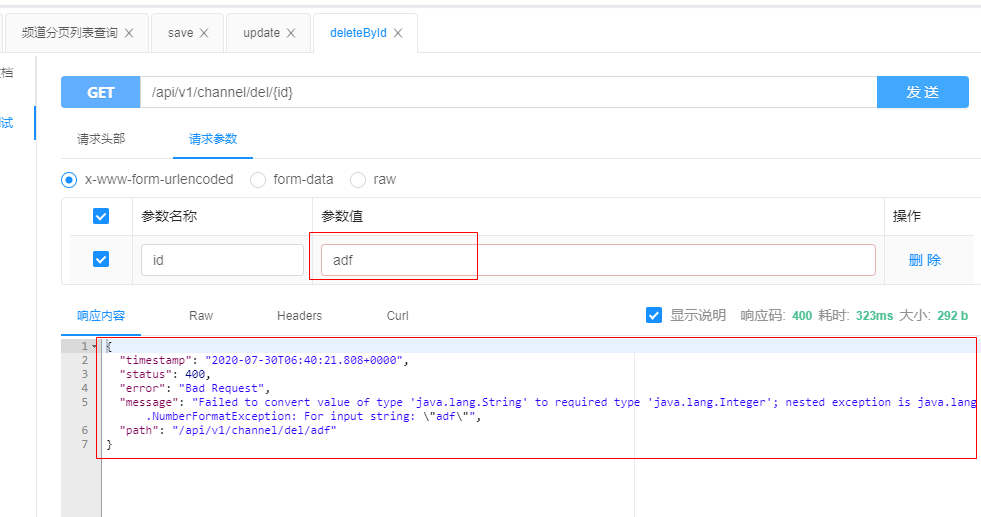 频道分页列表查询 ×
save ×
update ×
deleteById ×
档
GET /api/v1/channel/del/{id} 发 送
试
请求头部 请求参数
x-www-form-urlencoded form-data raw
参数名称 参数值 操作
id adf 删 除
响应内容 Raw Headers Curl 显示说明 响应码: 400 耗时: 323ms 大小: 292 b
1 {
2 "timestamp": "2020-07-30T06:40:21.808+0000",
3 "status": 400,
4 "error": "Bad Request",
5 "message": "Failed to convert value of type 'java.lang.String' to required type 'java.lang.Integer'; nested exception is java.lang
.NumberFormatException: For input string: \"adf\"",
6 "path": "/api/v1/channel/del/adf"
7 }